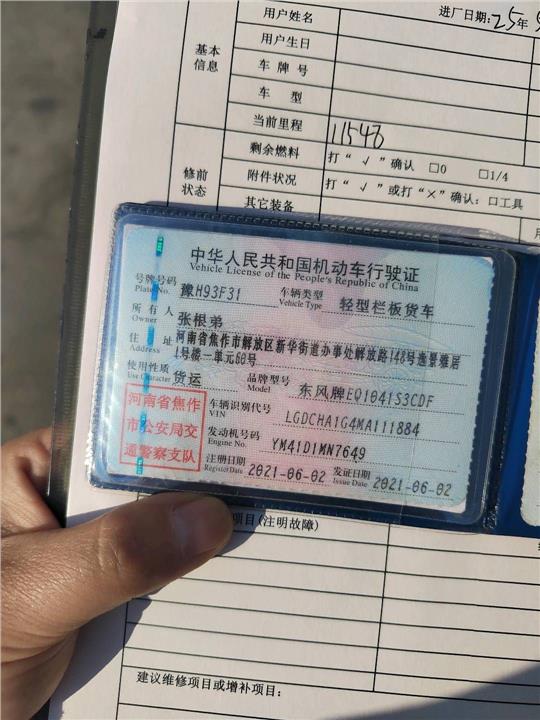 用户姓名
进厂日期:25年
基本
信息
用户生日
车牌号
车 型
当前里程 11548
修前
状态
剩余燃料 打“√”确认 □0 □1/4
附件状况 打“√”或打“×”确认: □工具
其它装备
中华人民共和国机动车行驶证
Vehicle License of the People's Republic of China
号牌号码 豫H93F31 车辆类型 轻型栏板货车
Plate No. Vehicle Type
所有人 张根弟
Owner
住 址 河南省焦作市解放区新华街道办事处解放路148号逸景雅居
Address 1号楼一单元68号
使用性质 货运 品牌型号 东风牌EQ1041S3CDF
Use Character Model
河南省焦作
市公安局交
通警察支队
车辆识别代号 LGDCHA1G4MA111884
VIN
发动机号码 YM41D1MN7649
Engine No.
注册日期 2021-06-02 发证日期 2021-06-02
Register Date Issue Date
项目(注明故障)
建议维修项目或增补项目: